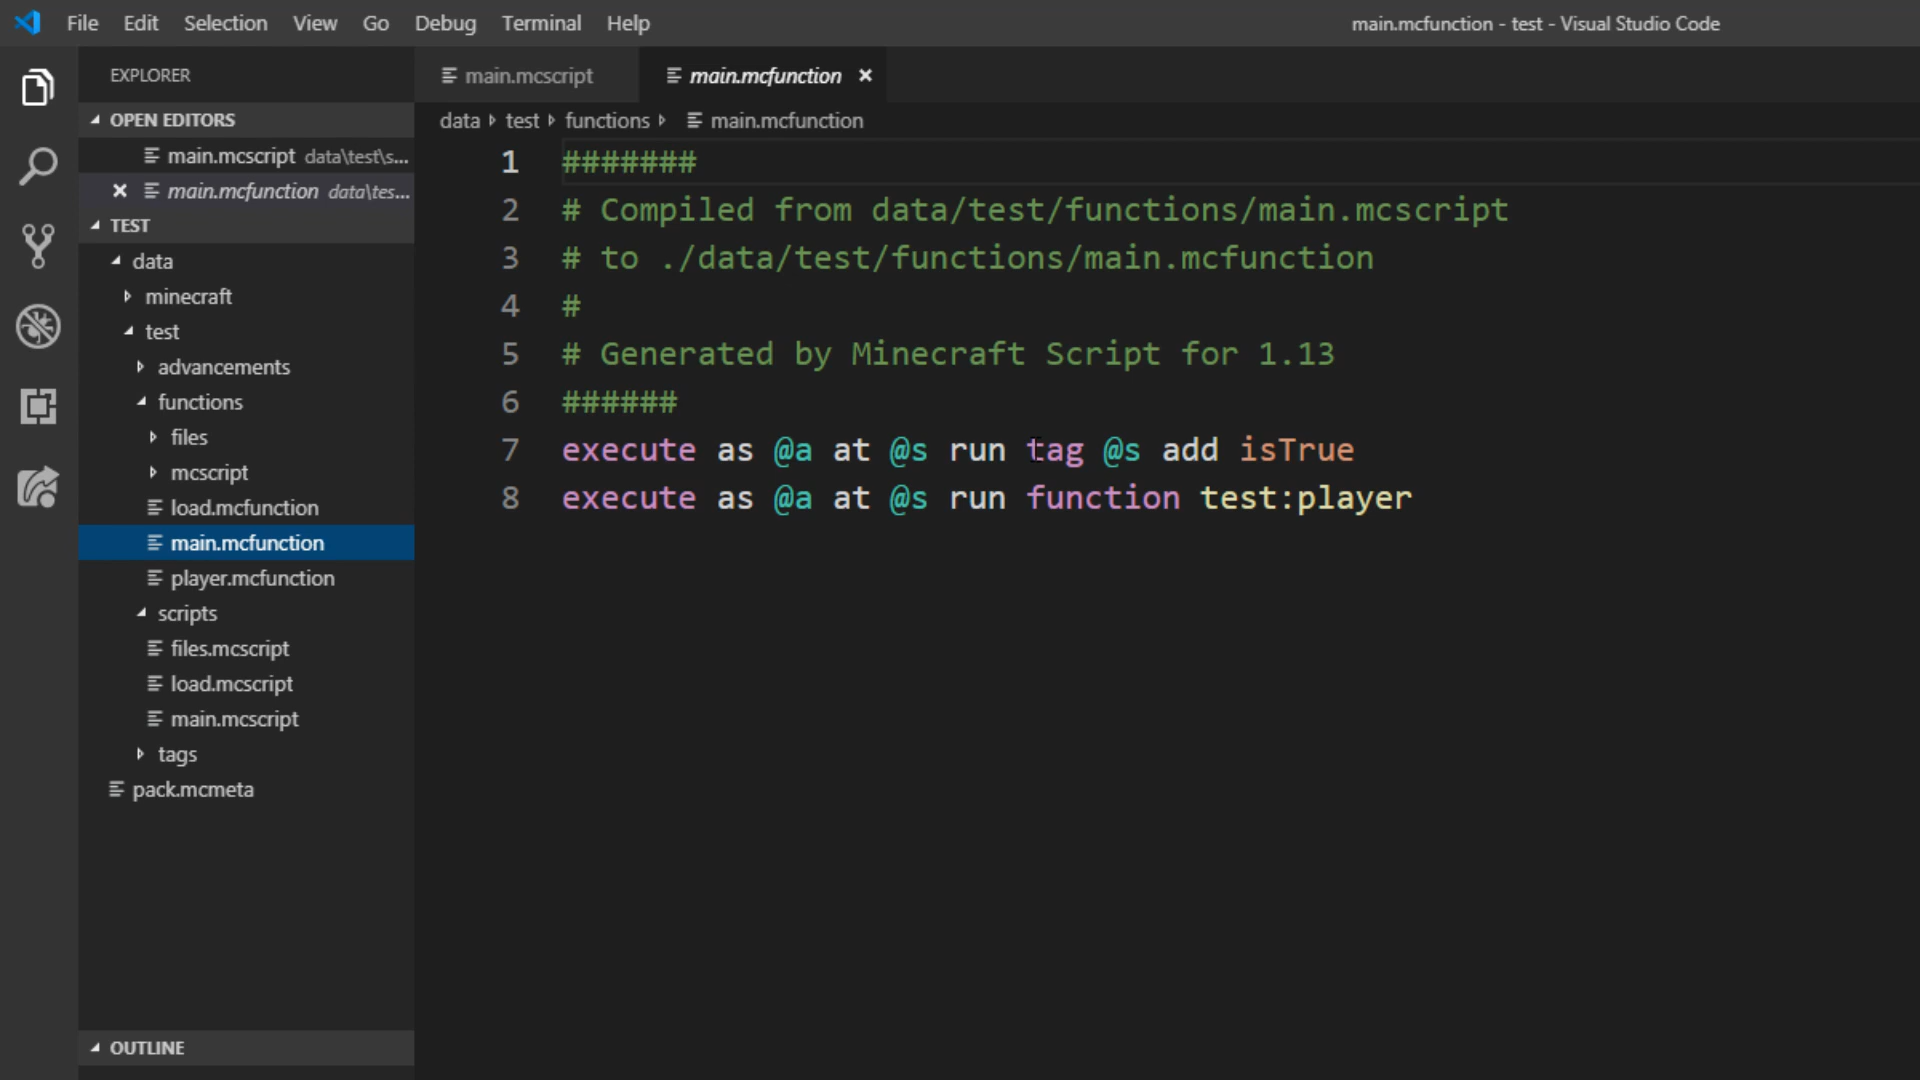 File Edit Selection View Go Debug Terminal Help
main.mcfunction - test - Visual Studio Code
EXPLORER
OPEN EDITORS
main.mcscript data\test\s...
main.mcfunction data\tes...
TEST
data
minecraft
test
advancements
functions
files
mcscript
load.mcfunction
main.mcfunction
player.mcfunction
scripts
files.mcscript
load.mcscript
main.mcscript
tags
pack.mcmeta
OUTLINE
main.mcscript main.mcfunction
data test functions main.mcfunction
1 #######
2 # Compiled from data/test/functions/main.mcscript
3 # to ./data/test/functions/main.mcfunction
4 #
5 # Generated by Minecraft Script for 1.13
6 ######
7 execute as @a at @s run tag @s add isTrue
8 execute as @a at @s run function test:player